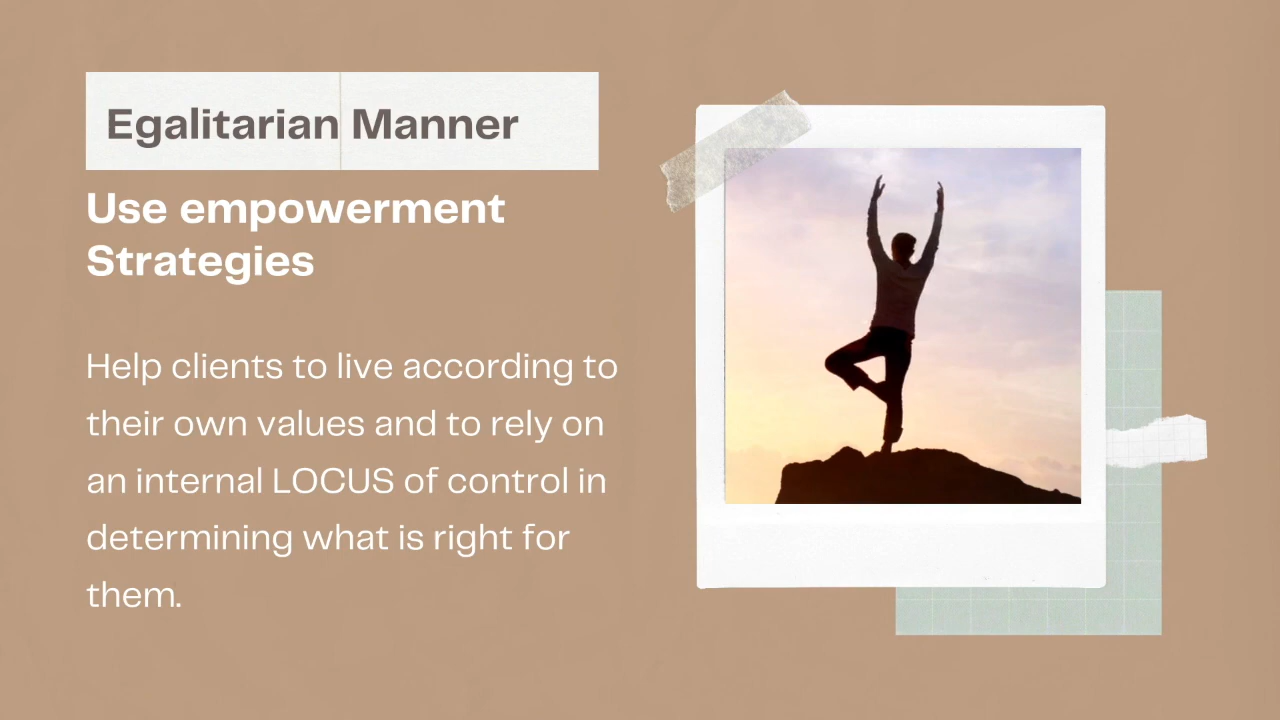 Egalitarian Manner
Use empowerment
Strategies
Help clients to live according to
their own values and to rely on
an internal LOCUS of control in
determining what is right for
them.